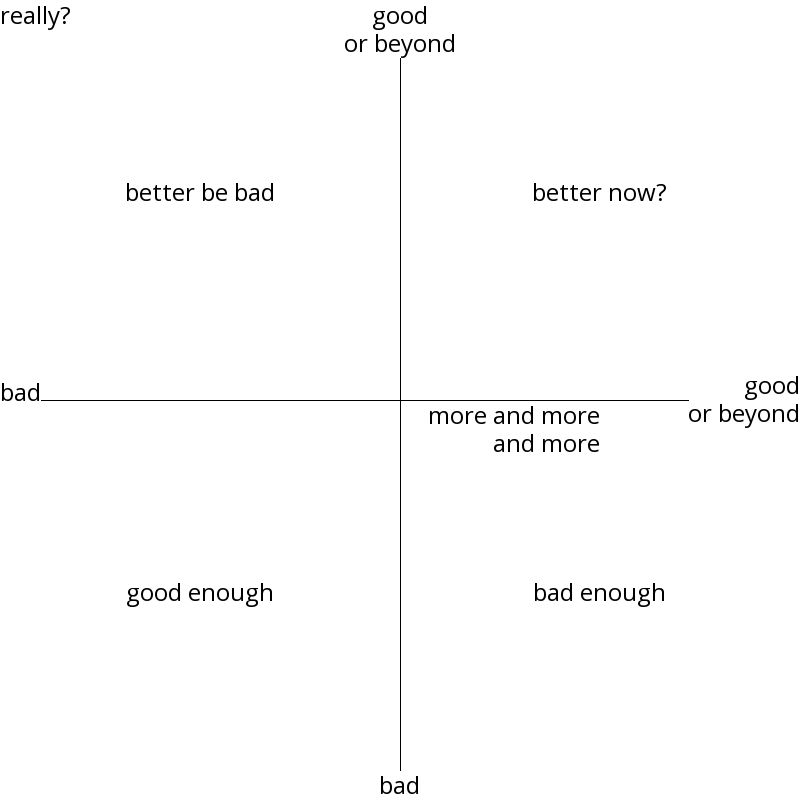 really?
good
or beyond
better be bad
better now?
bad
good
or beyond
more and more
and more
good enough
bad enough
bad